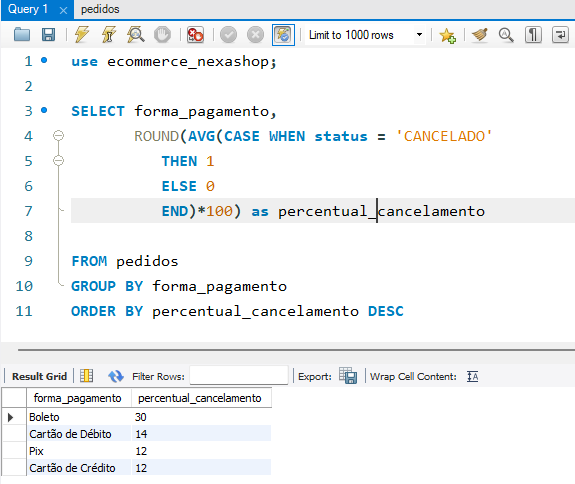 Query 1 pedidos
Limit to 1000 rows
1 use ecommerce_nexashop;
2
3 SELECT forma_pagamento,
4 ROUND(AVG(CASE WHEN status = 'CANCELADO'
5 THEN 1
6 ELSE 0
7 END)*100) as percentual_cancelamento
8
9 FROM pedidos
10 GROUP BY forma_pagamento
11 ORDER BY percentual_cancelamento DESC
Result Grid Filter Rows: Export: Wrap Cell Content:
forma_pagamento percentual_cancelamento
Boleto 30
Cartão de Débito 14
Pix 12
Cartão de Crédito 12